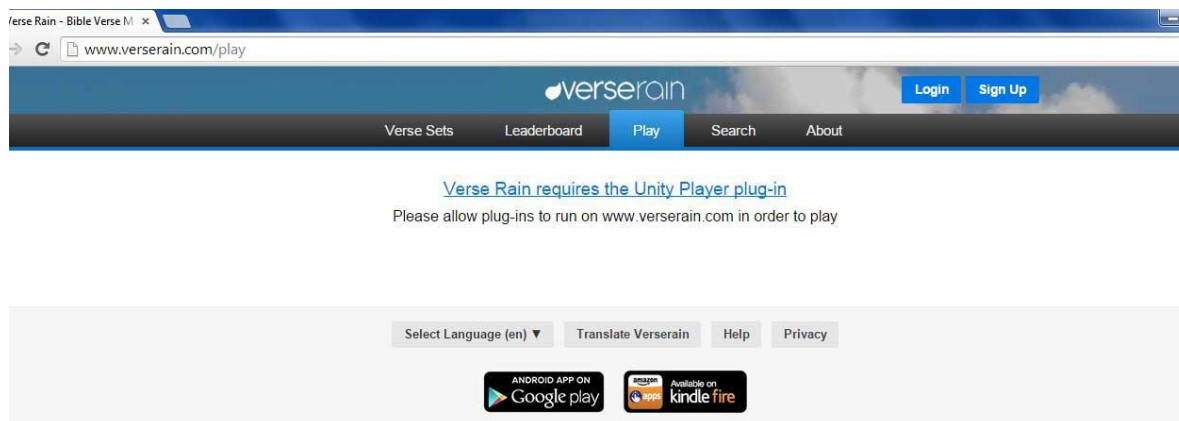 Verse Rain - Bible Verse M
www.verserain.com/play
verserain
Login Sign Up
Verse Sets Leaderboard Play Search About
Verse Rain requires the Unity Player plug-in
Please allow plug-ins to run on www.verserain.com in order to play
Select Language (en) ▼ Translate Verserain Help Privacy
ANDROID APP ON
Google play
amazon
apps
Available on
kindle fire